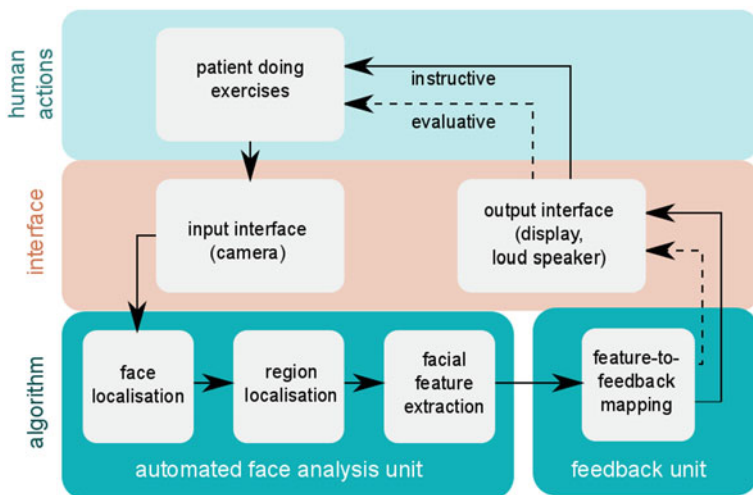 human
actions
patient doing
exercises
instructive
evaluative
interface
input interface
(camera)
output interface
(display,
loud speaker)
algorithm
face
localisation
region
localisation
facial
feature
extraction
feature-to-
feedback
mapping
automated face analysis unit
feedback unit